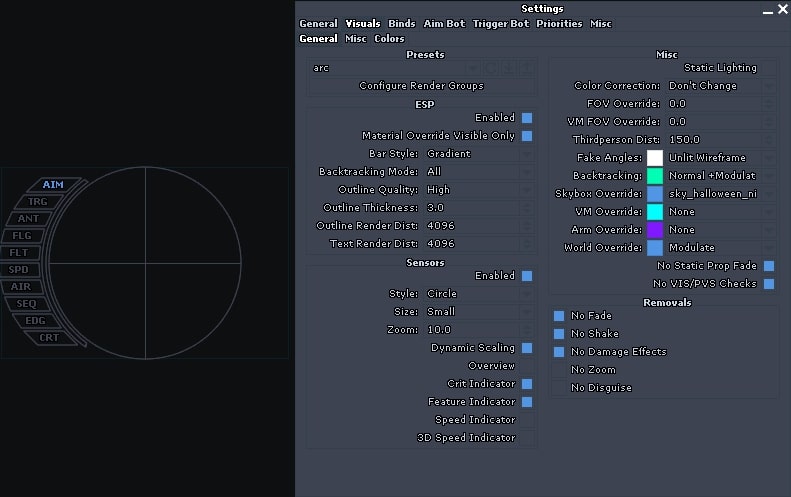 Settings
General Visuals Binds Aim Bot Trigger Bot Priorities Misc
General Misc Colors
Presets
arc
Configure Render Groups
ESP
Enabled
Material Override Visible Only
Bar Style: Gradient
Backtracking Mode: All
Outline Quality: High
Outline Thickness: 3.0
Outline Render Dist: 4096
Text Render Dist: 4096
Sensors
Enabled
Style: Circle
Size: Small
Zoom: 10.0
Dynamic Scaling
Overview
Crit Indicator
Feature Indicator
Speed Indicator
3D Speed Indicator
Misc
Static Lighting
Color Correction: Don't Change
FOV Override: 0.0
VM FOV Override: 0.0
Thirdperson Dist: 150.0
Fake Angles: Unlit Wireframe
Backtracking: Normal +Modulat
Skybox Override: sky_halloween_ni
VM Override: None
Arm Override: None
World Override: Modulate
No Static Prop Fade
No VIS/PVS Checks
Removals
No Fade
No Shake
No Damage Effects
No Zoom
No Disguise
AIM
TRG
ANT
FLG
FLT
SPD
AIR
SEQ
EDG
CRT